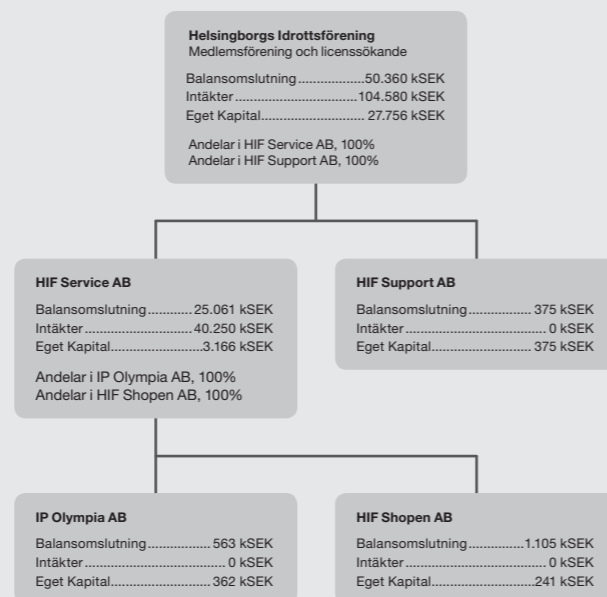 Helsingborgs Idrottsförening
Medlemsförening och licenssökande
Balansomslutning...................50.360 kSEK
Intäkter...................................104.580 kSEK
Eget Kapital............................. 27.756 kSEK
Andelar i HIF Service AB, 100%
Andelar i HIF Support AB, 100%
HIF Service AB
Balansomslutning............ 25.061 kSEK
Intäkter............................. 40.250 kSEK
Eget Kapital.........................3.166 kSEK
Andelar i IP Olympia AB, 100%
Andelar i HIF Shopen AB, 100%
HIF Support AB
Balansomslutning................. 375 kSEK
Intäkter...................................... 0 kSEK
Eget Kapital........................... 375 kSEK
IP Olympia AB
Balansomslutning................. 563 kSEK
Intäkter...................................... 0 kSEK
Eget Kapital........................... 362 kSEK
HIF Shopen AB
Balansomslutning...............1.105 kSEK
Intäkter...................................... 0 kSEK
Eget Kapital............................241 kSEK